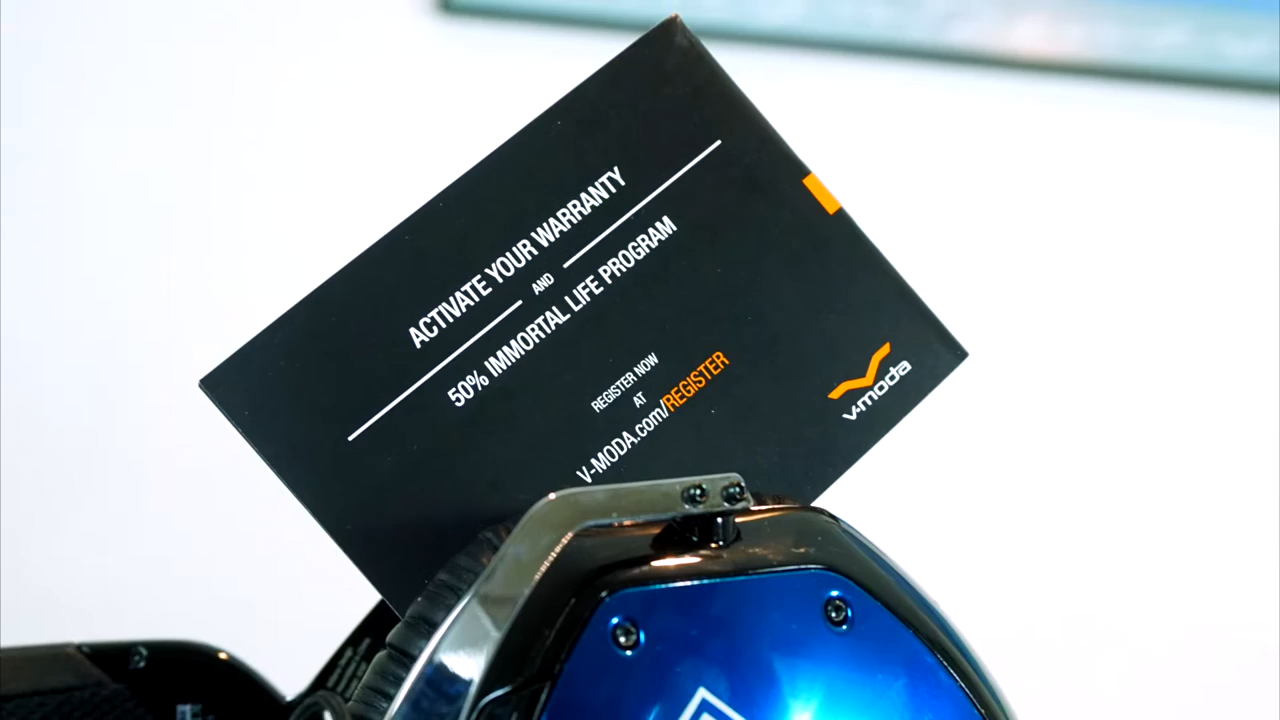 ACTIVATE YOUR WARRANTY
AND
50% IMMORTAL LIFE PROGRAM
REGISTER NOW
AT
V-MODA.com/REGISTER
v-moda